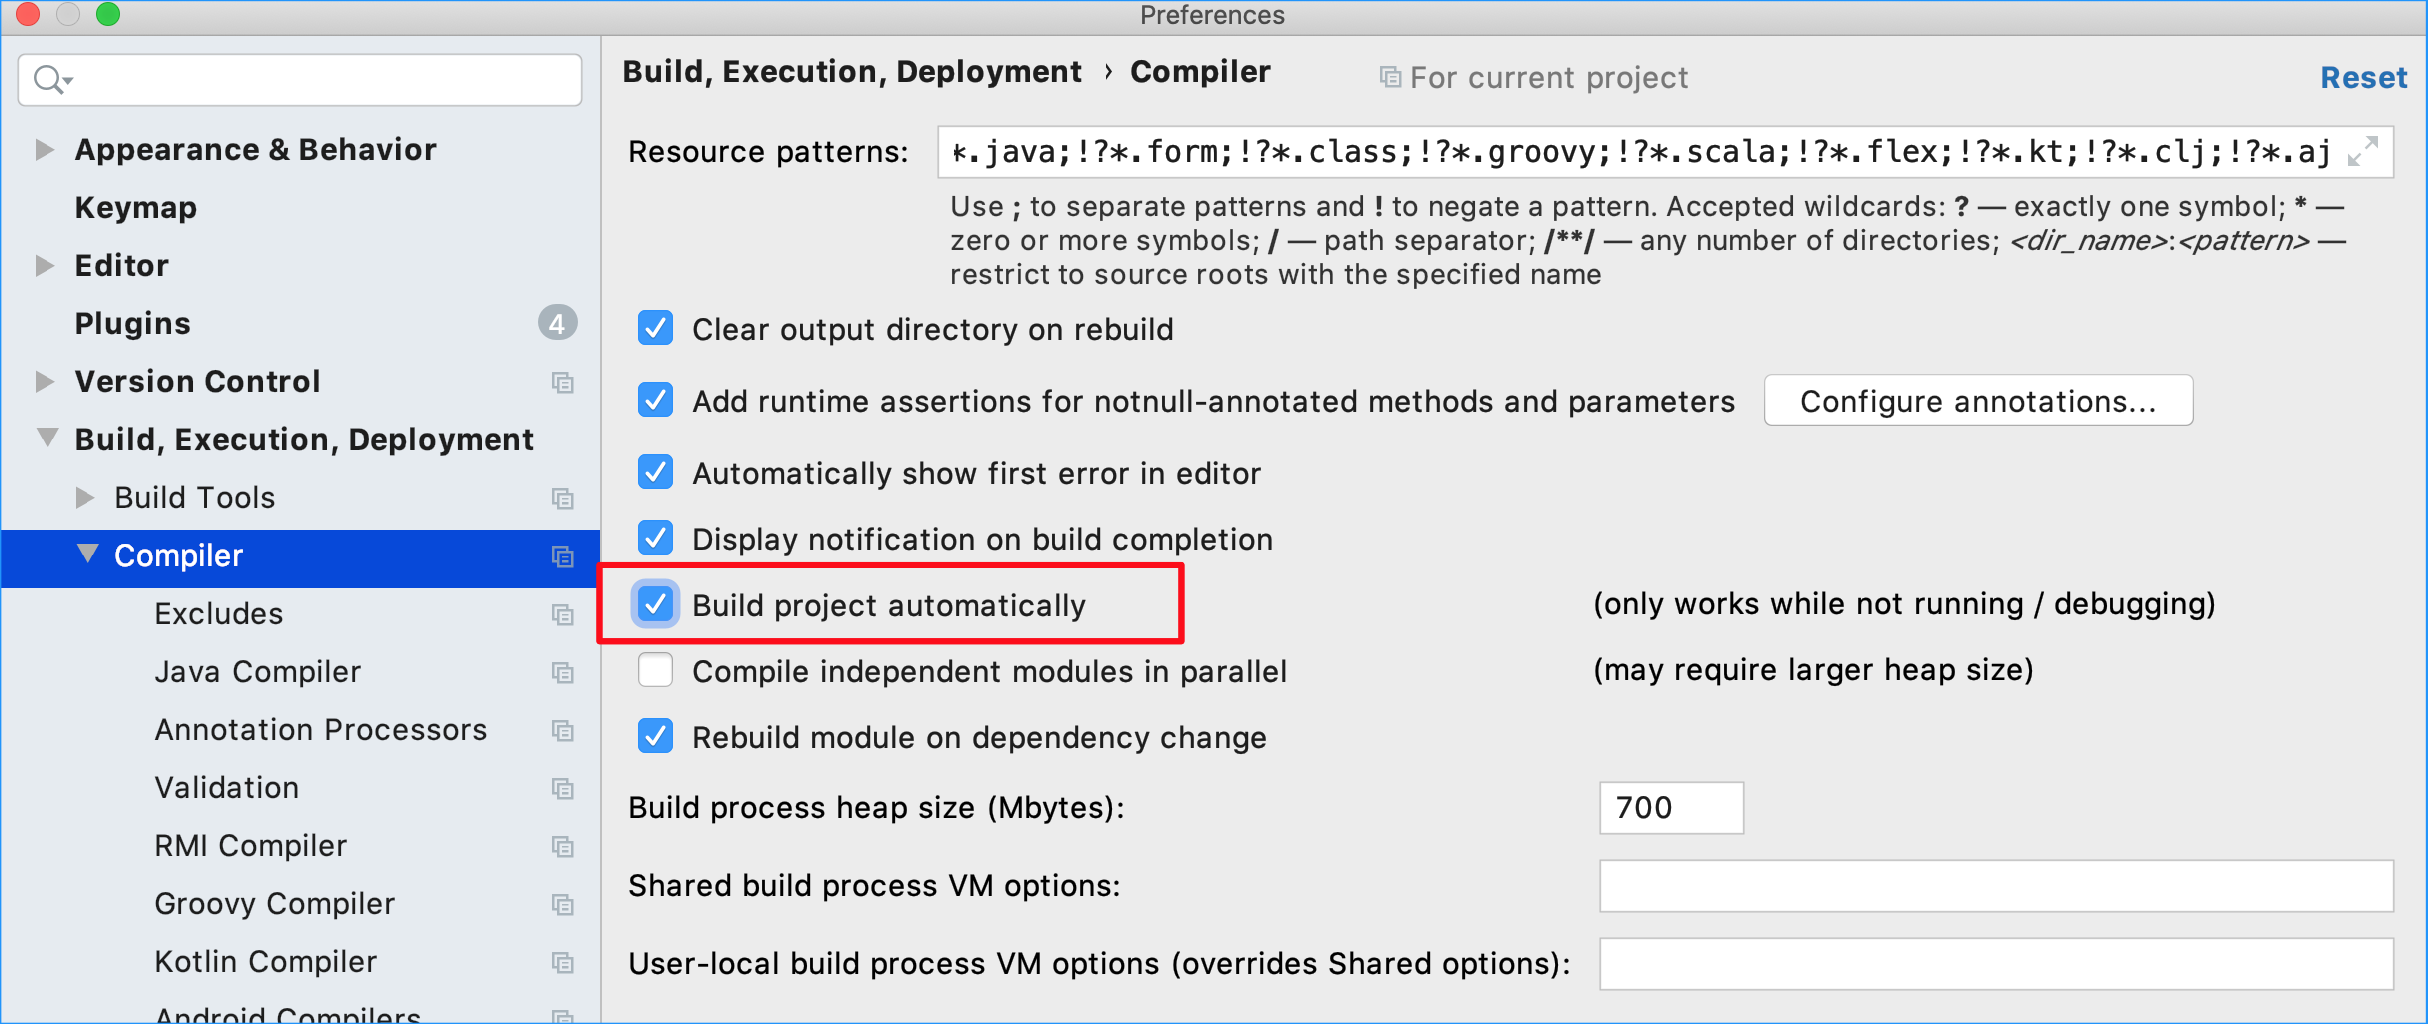 Preferences
Appearance & Behavior
Keymap
Editor
Plugins 4
Version Control
Build, Execution, Deployment
Build Tools
Compiler
Excludes
Java Compiler
Annotation Processors
Validation
RMI Compiler
Groovy Compiler
Kotlin Compiler
Android Compilers
Build, Execution, Deployment › Compiler For current project Reset
Resource patterns: *.java;!?*.form;!?*.class;!?*.groovy;!?*.scala;!?*.flex;!?*.kt;!?*.clj;!?*.aj
Use ; to separate patterns and ! to negate a pattern. Accepted wildcards: ? — exactly one symbol; * —
zero or more symbols; / — path separator; /**/ — any number of directories; <dir_name>:<pattern> —
restrict to source roots with the specified name
Clear output directory on rebuild
Add runtime assertions for notnull-annotated methods and parameters Configure annotations...
Automatically show first error in editor
Display notification on build completion
Build project automatically (only works while not running / debugging)
Compile independent modules in parallel (may require larger heap size)
Rebuild module on dependency change
Build process heap size (Mbytes): 700
Shared build process VM options:
User-local build process VM options (overrides Shared options):